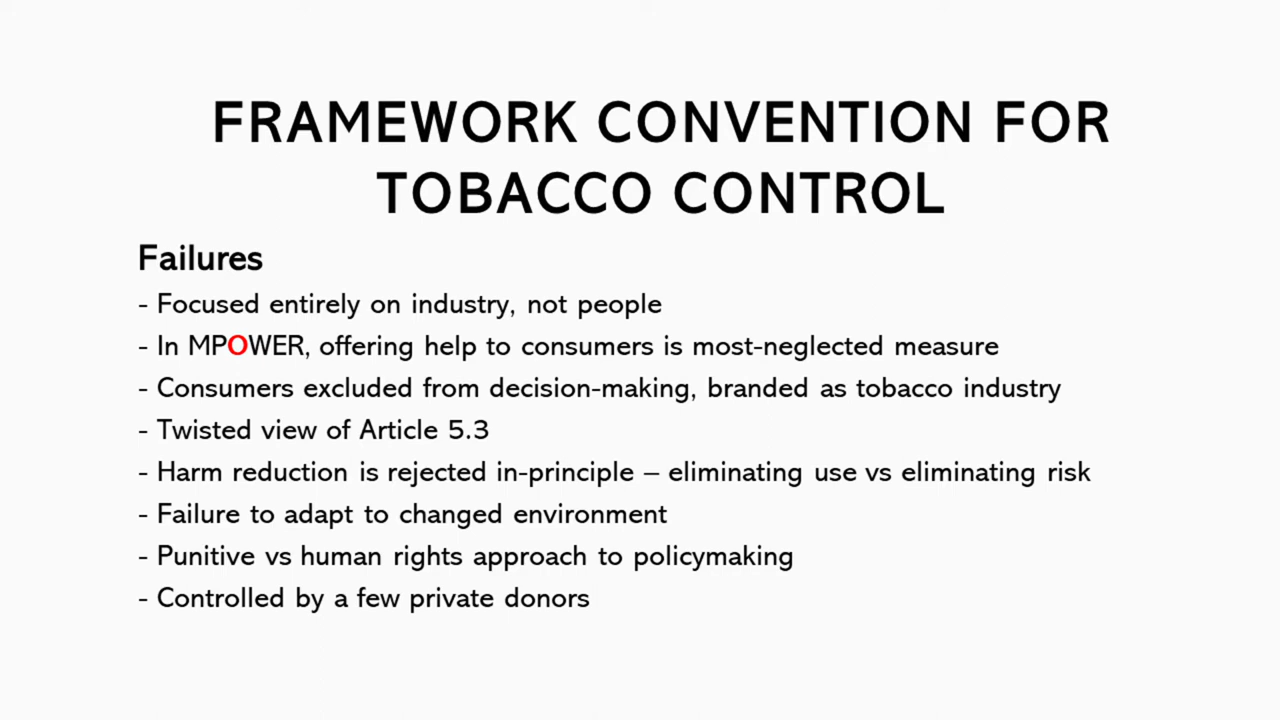 FRAMEWORK CONVENTION FOR
TOBACCO CONTROL
Failures
- Focused entirely on industry, not people
- In MPOWER, offering help to consumers is most-neglected measure
- Consumers excluded from decision-making, branded as tobacco industry
- Twisted view of Article 5.3
- Harm reduction is rejected in-principle – eliminating use vs eliminating risk
- Failure to adapt to changed environment
- Punitive vs human rights approach to policymaking
- Controlled by a few private donors